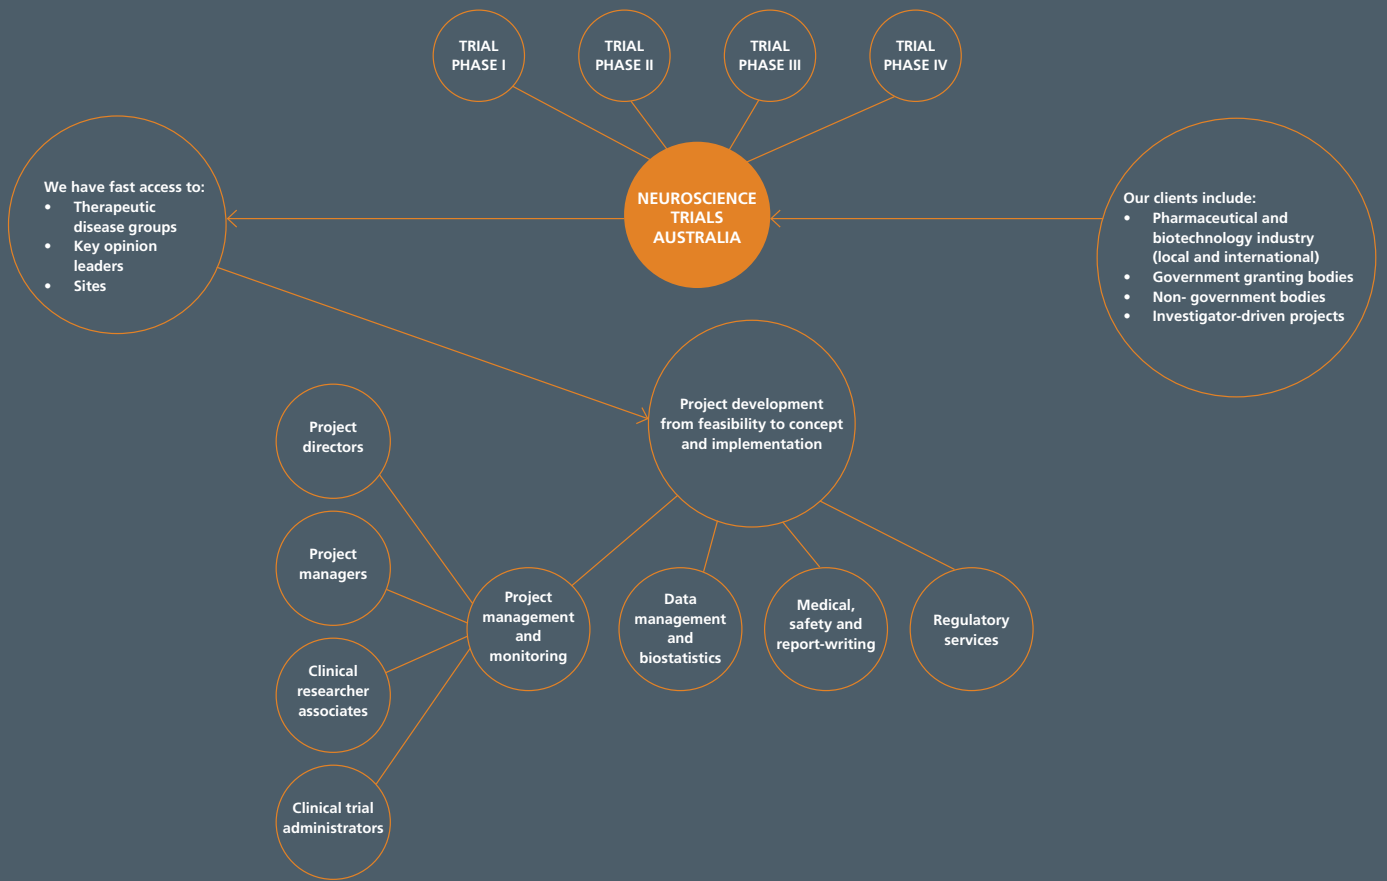 TRIAL
PHASE I
TRIAL
PHASE II
TRIAL
PHASE III
TRIAL
PHASE IV
We have fast access to:
• Therapeutic
disease groups
• Key opinion
leaders
• Sites
NEUROSCIENCE
TRIALS
AUSTRALIA
Our clients include:
• Pharmaceutical and
biotechnology industry
(local and international)
• Government granting bodies
• Non- government bodies
• Investigator-driven projects
Project development
from feasibility to concept
and implementation
Project
directors
Project
managers
Clinical
researcher
associates
Clinical trial
administrators
Project
management
and
monitoring
Data
management
and
biostatistics
Medical,
safety and
report-writing
Regulatory
services